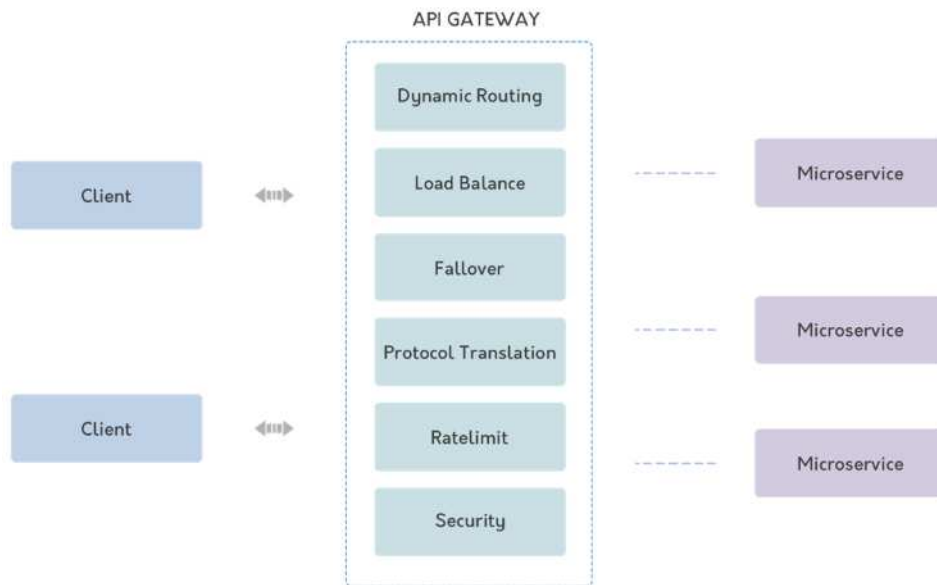 API GATEWAY
Dynamic Routing
Load Balance
Fallover
Protocol Translation
Ratelimit
Security
Client
Client
Microservice
Microservice
Microservice